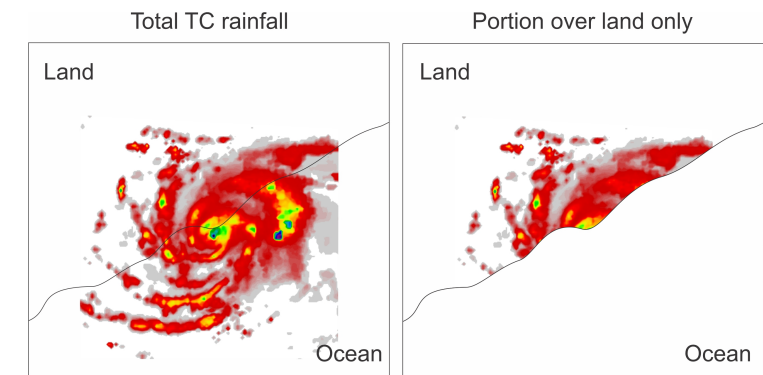 Total TC rainfall
Portion over land only
Land
Land
Ocean
Ocean